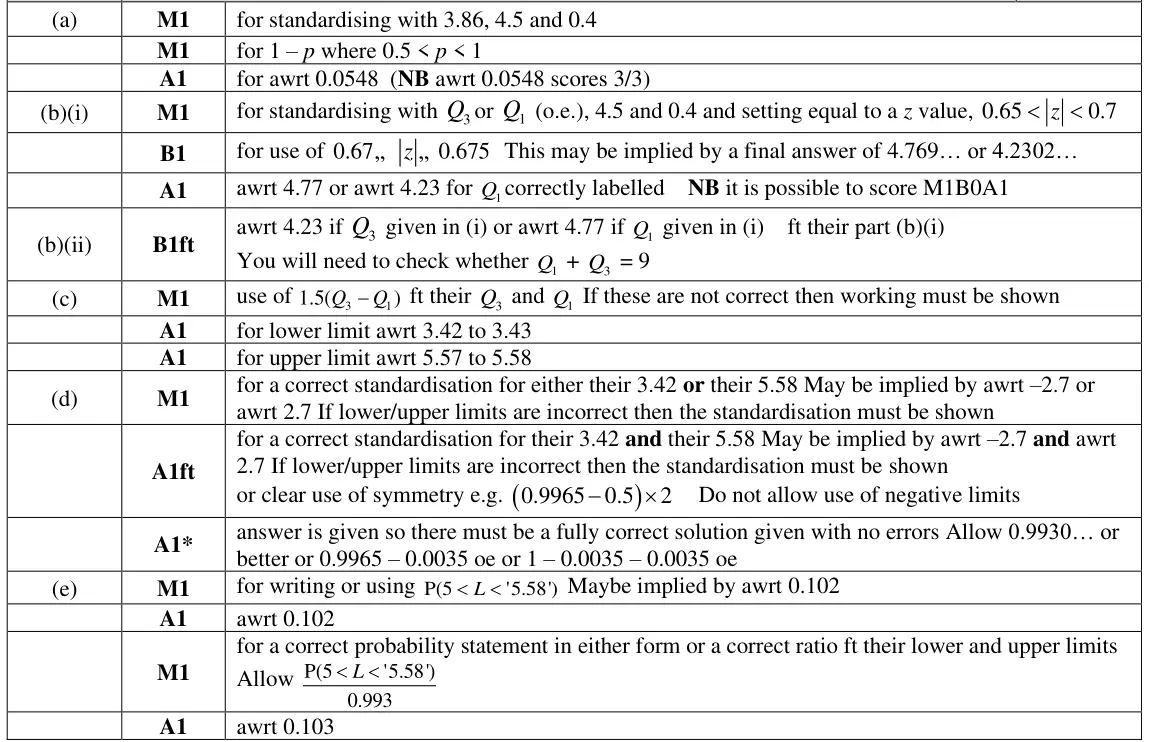 (a) M1 for standardising with 3.86, 4.5 and 0.4
M1 for 1 – p where 0.5 < p < 1
A1 for awrt 0.0548 (NB awrt 0.0548 scores 3/3)
(b)(i) M1 for standardising with Q₃ or Q₁ (o.e.), 4.5 and 0.4 and setting equal to a z value, 0.65 < |z| < 0.7
B1 for use of 0.67,, |z|,, 0.675 This may be implied by a final answer of 4.769… or 4.2302…
A1 awrt 4.77 or awrt 4.23 for Q₁ correctly labelled NB it is possible to score M1B0A1
(b)(ii) B1ft awrt 4.23 if Q₃ given in (i) or awrt 4.77 if Q₁ given in (i) ft their part (b)(i)
You will need to check whether Q₁ + Q₃ = 9
(c) M1 use of 1.5(Q₃ – Q₁) ft their Q₃ and Q₁ If these are not correct then working must be shown
A1 for lower limit awrt 3.42 to 3.43
A1 for upper limit awrt 5.57 to 5.58
(d) M1 for a correct standardisation for either their 3.42 or their 5.58 May be implied by awrt –2.7 or
awrt 2.7 If lower/upper limits are incorrect then the standardisation must be shown
A1ft for a correct standardisation for their 3.42 and their 5.58 May be implied by awrt –2.7 and awrt
2.7 If lower/upper limits are incorrect then the standardisation must be shown
or clear use of symmetry e.g. (0.9965 – 0.5) × 2 Do not allow use of negative limits
A1* answer is given so there must be a fully correct solution given with no errors Allow 0.9930… or
better or 0.9965 – 0.0035 oe or 1 – 0.0035 – 0.0035 oe
(e) M1 for writing or using P(5 < L < '5.58') Maybe implied by awrt 0.102
A1 awrt 0.102
M1 for a correct probability statement in either form or a correct ratio ft their lower and upper limits
Allow P(5 < L < '5.58')
0.993
A1 awrt 0.103